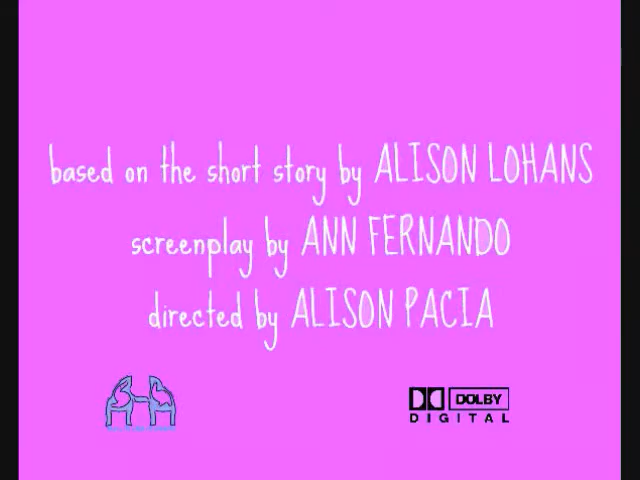 based on the short story by ALISON LOHANS
screenplay by ANN FERNANDO
directed by ALISON PACIA
DOLBY
DIGITAL